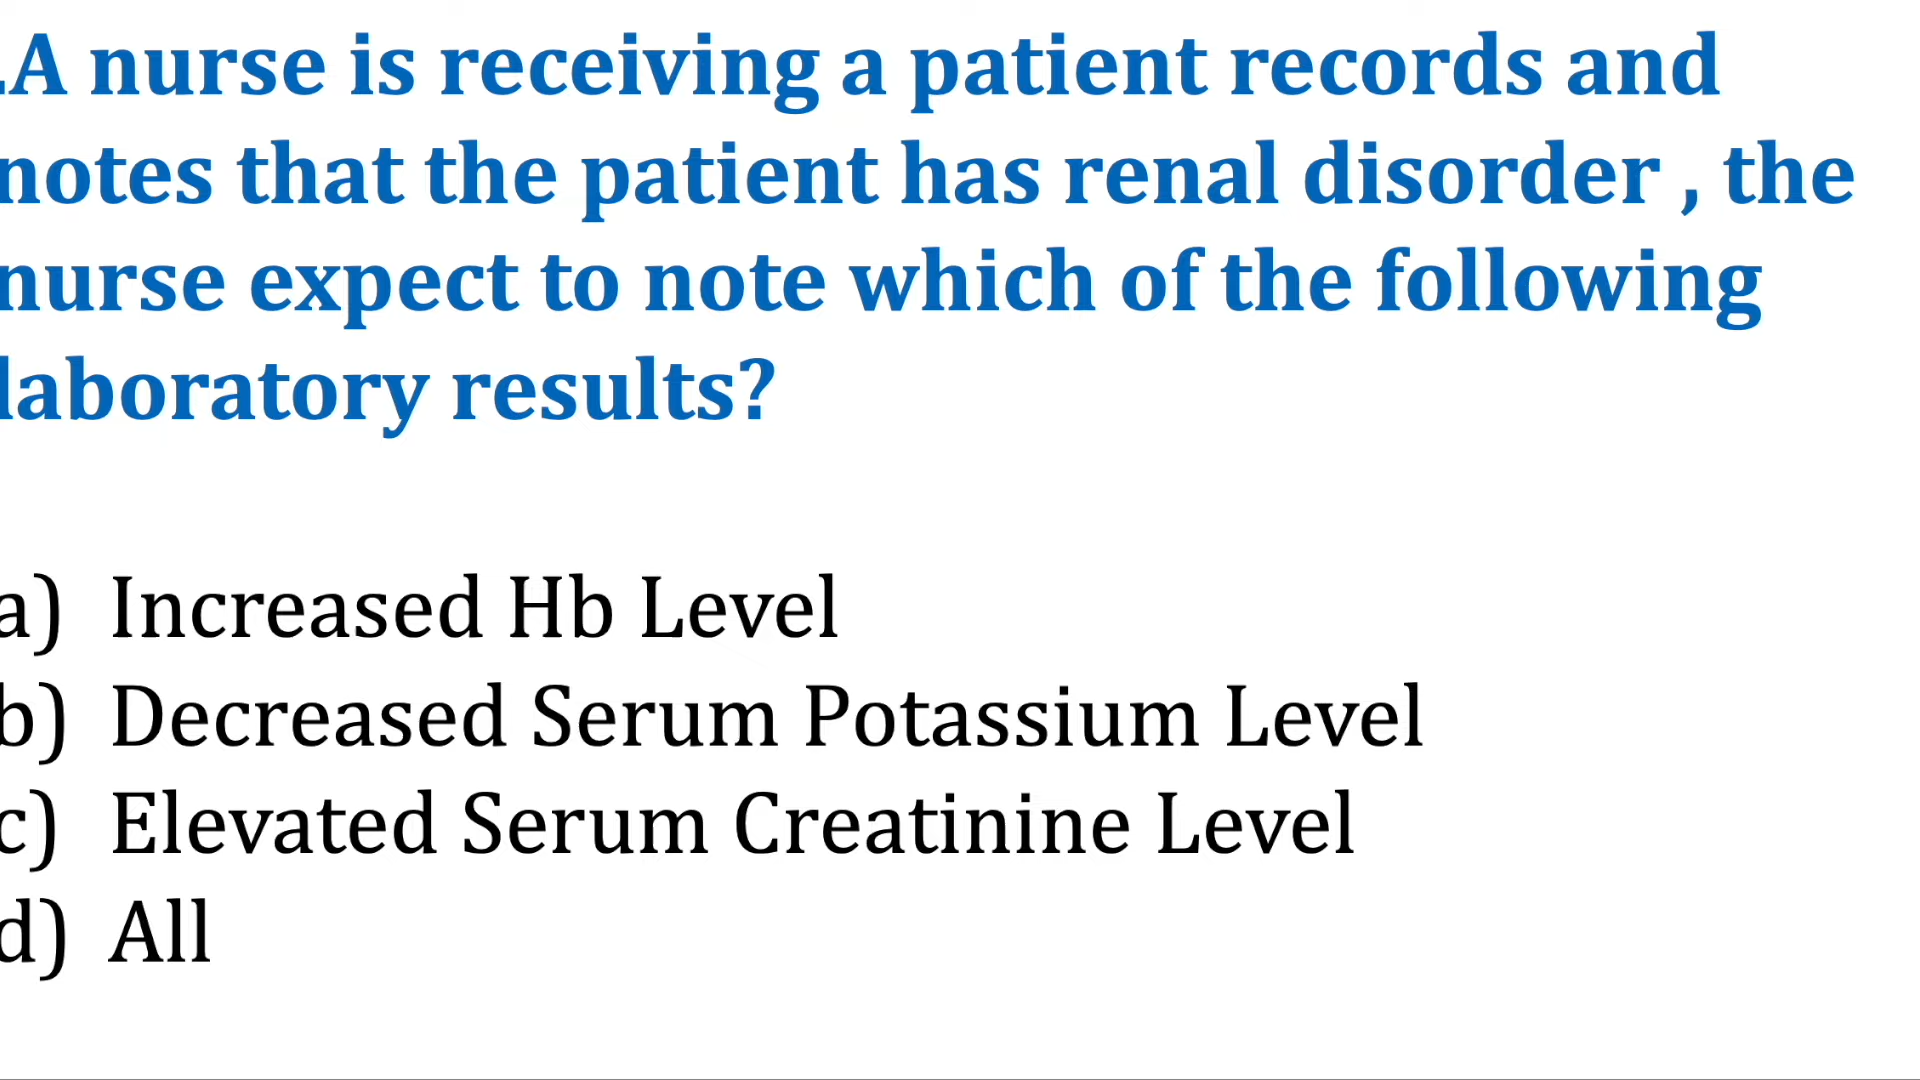 .A nurse is receiving a patient records and
notes that the patient has renal disorder , the
nurse expect to note which of the following
laboratory results?
a) Increased Hb Level
b) Decreased Serum Potassium Level
c) Elevated Serum Creatinine Level
d) All